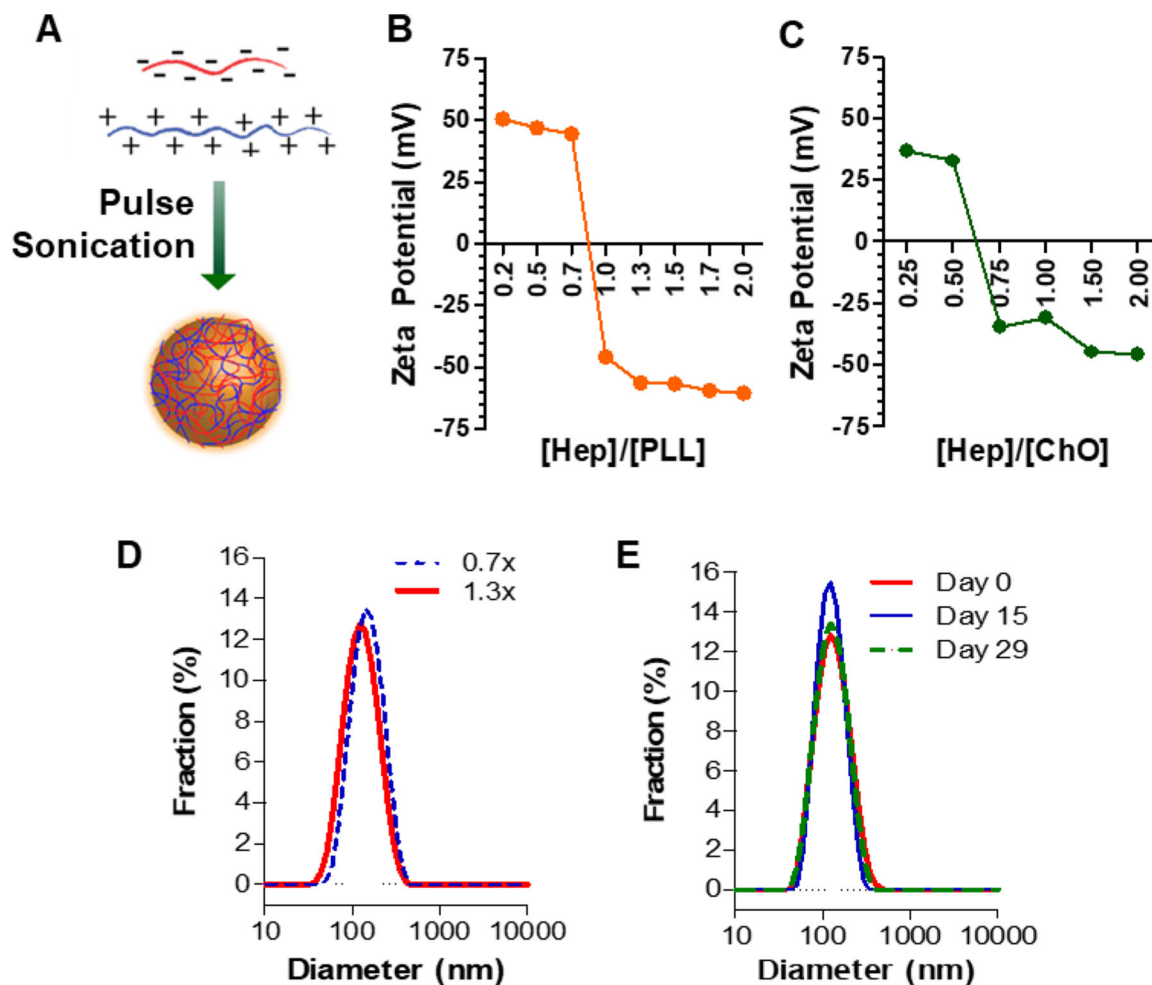 A
Pulse
Sonication
B
Zeta Potential (mV)
75
50
25
0
-25
-50
-75
0.2
0.5
0.7
1.0
1.3
1.5
1.7
2.0
[Hep]/[PLL]
C
Zeta Potential (mV)
75
50
25
0
-25
-50
-75
0.25
0.50
0.75
1.00
1.50
2.00
[Hep]/[ChO]
D
0.7x
1.3x
Fraction (%)
16
14
12
10
8
6
4
2
0
10
100
1000
10000
Diameter (nm)
E
Day 0
Day 15
Day 29
Fraction (%)
16
14
12
10
8
6
4
2
0
10
100
1000
10000
Diameter (nm)